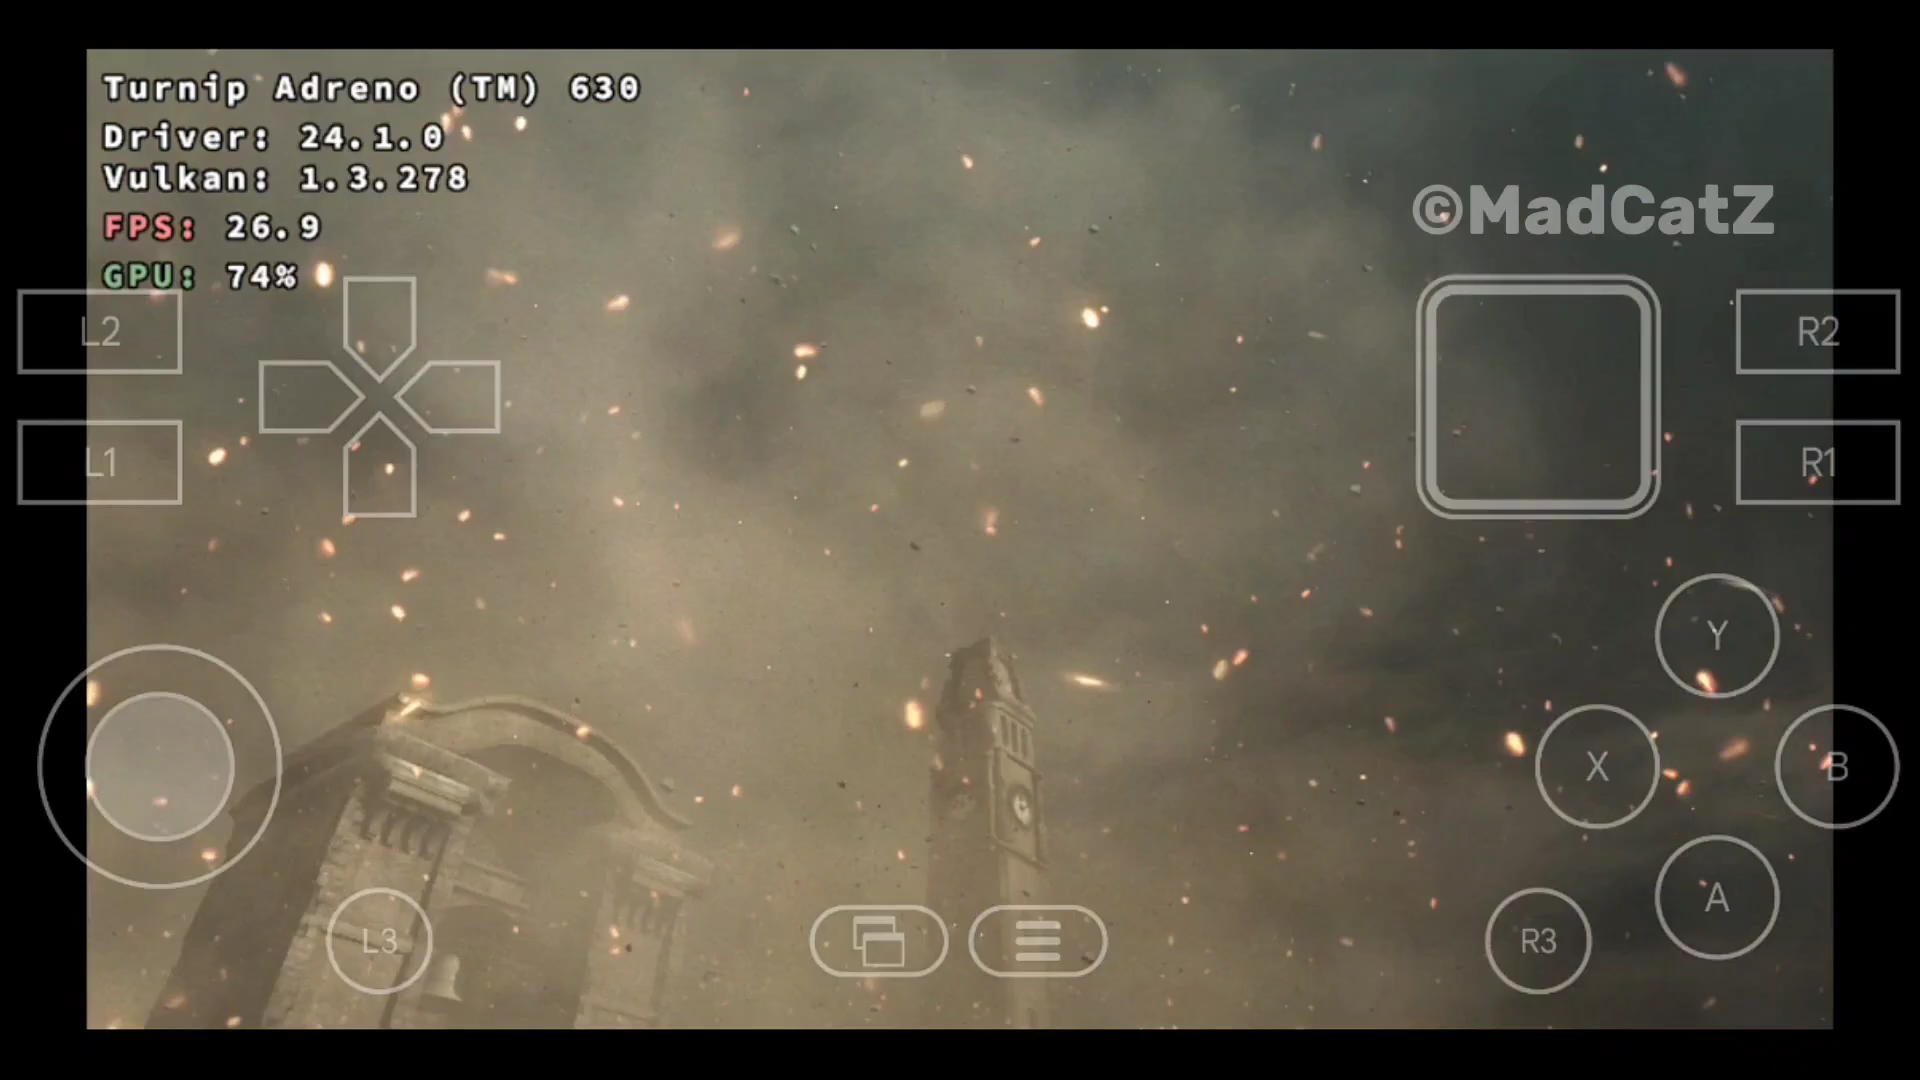 Turnip Adreno (TM) 630
Driver: 24.1.0
Vulkan: 1.3.278
FPS: 26.9
GPU: 74%
©MadCatZ
L2
R2
L1
R1
Y
X
B
A
L3
R3